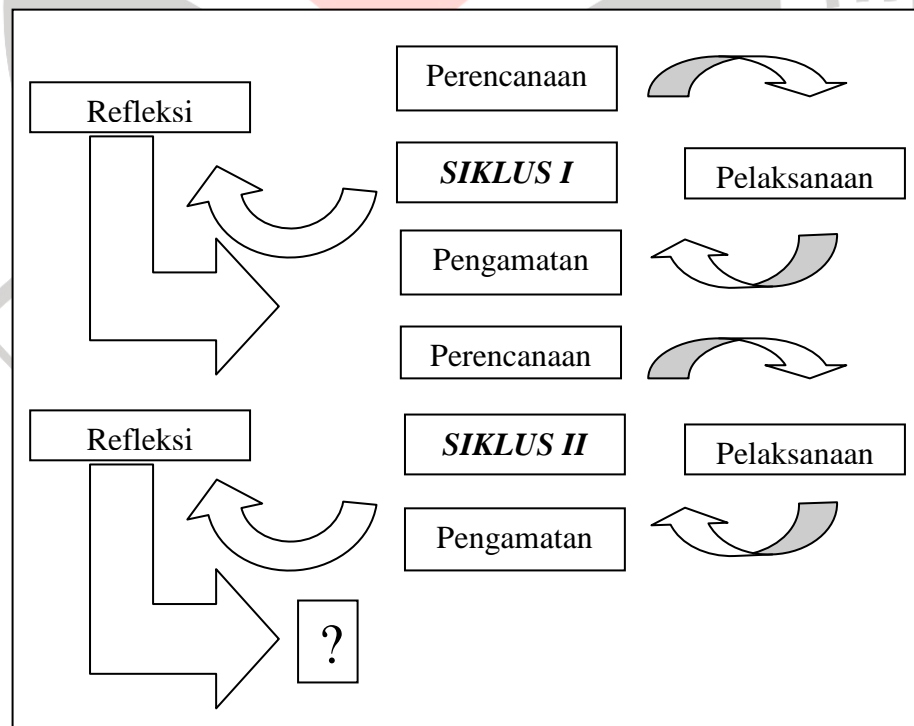 Perencanaan
Refleksi
SIKLUS I
Pelaksanaan
Pengamatan
Perencanaan
Refleksi
SIKLUS II
Pelaksanaan
Pengamatan
?